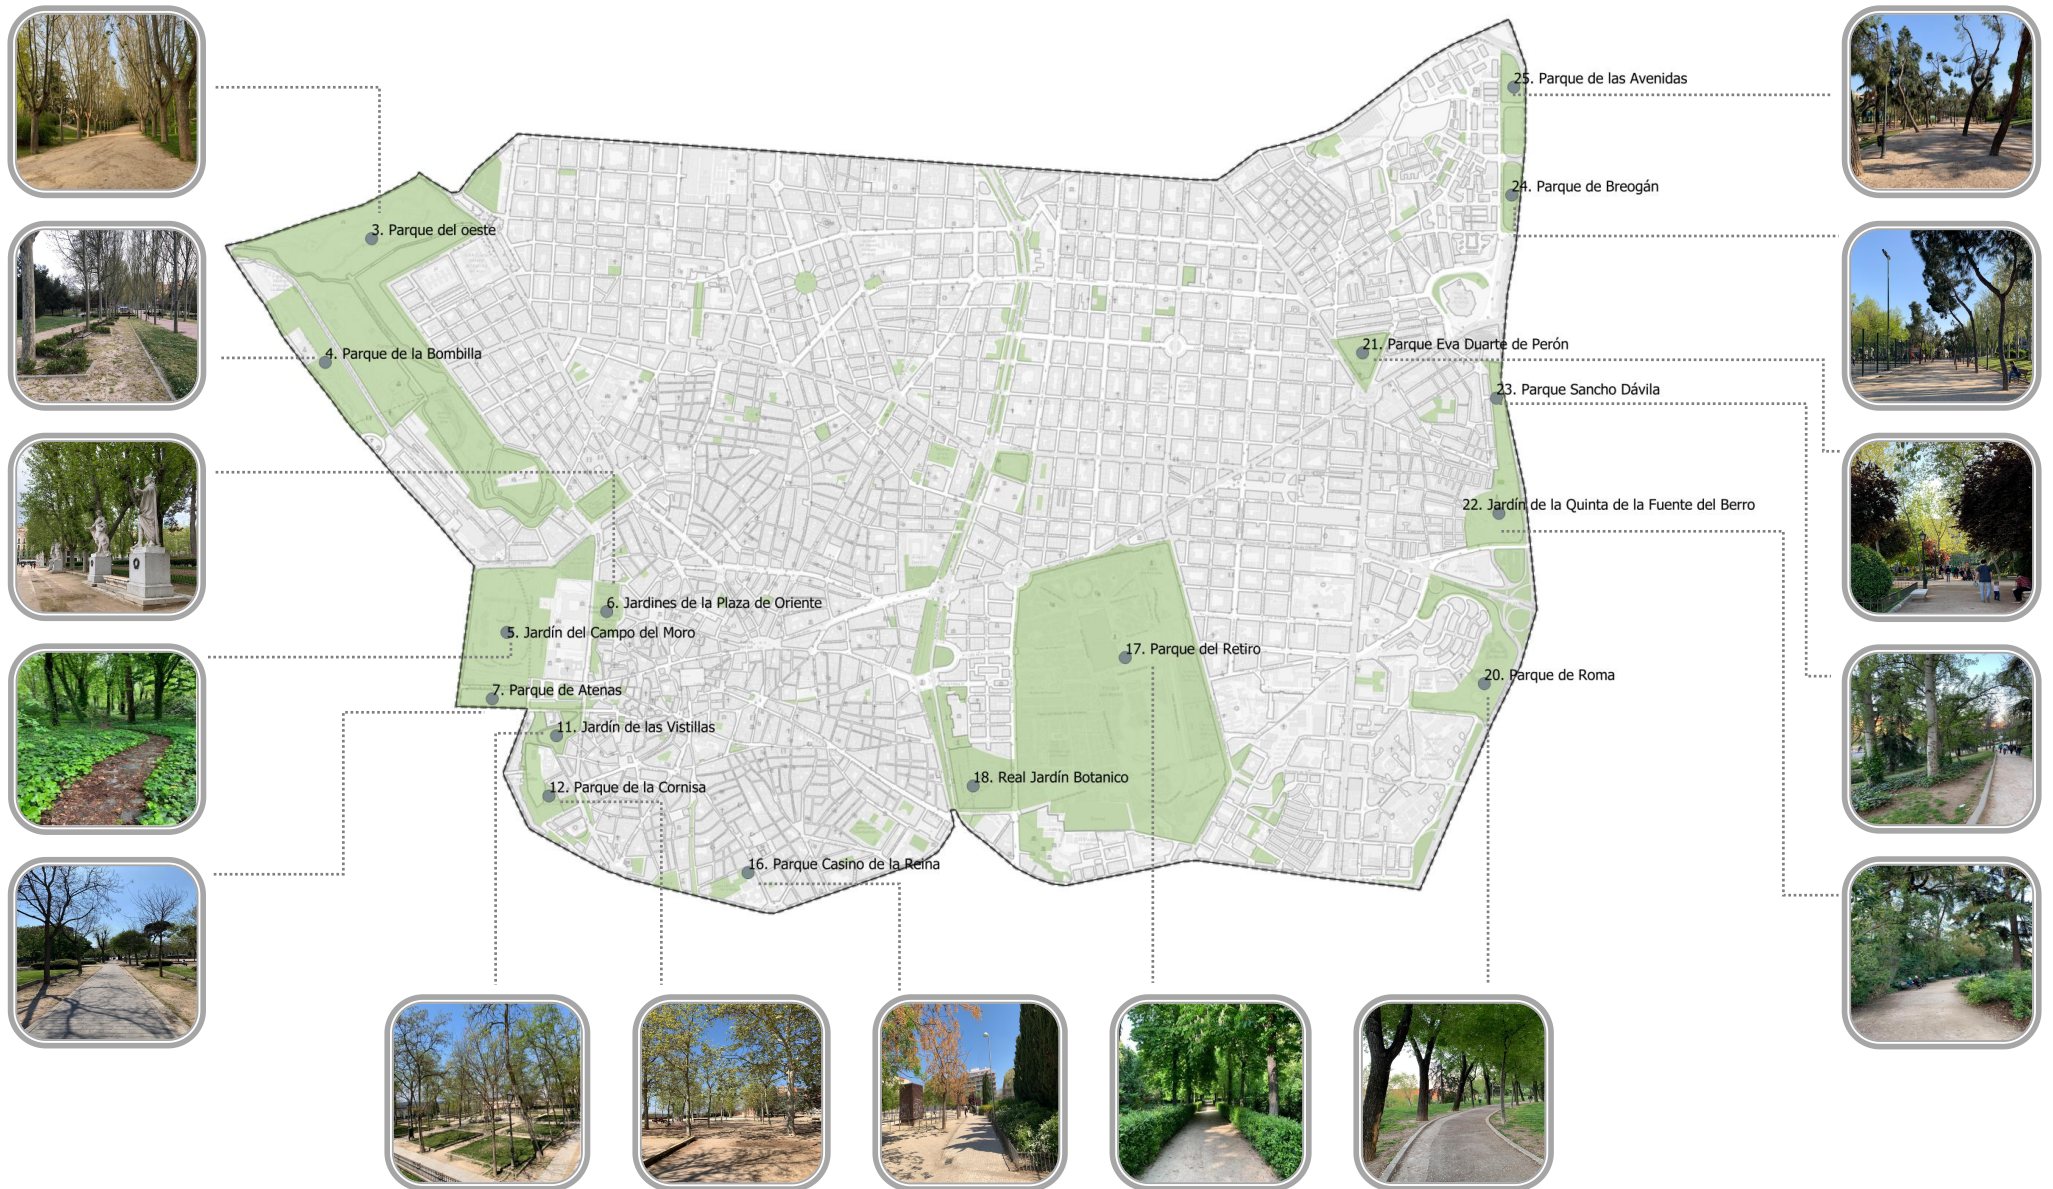 25. Parque de las Avenidas
24. Parque de Breogán
3. Parque del oeste
21. Parque Eva Duarte de Perón
4. Parque de la Bombilla
23. Parque Sancho Dávila
22. Jardín de la Quinta de la Fuente del Berro
6. Jardines de la Plaza de Oriente
5. Jardín del Campo del Moro
17. Parque del Retiro
20. Parque de Roma
7. Parque de Atenas
11. Jardín de las Vistillas
18. Real Jardín Botanico
12. Parque de la Cornisa
16. Parque Casino de la Reina